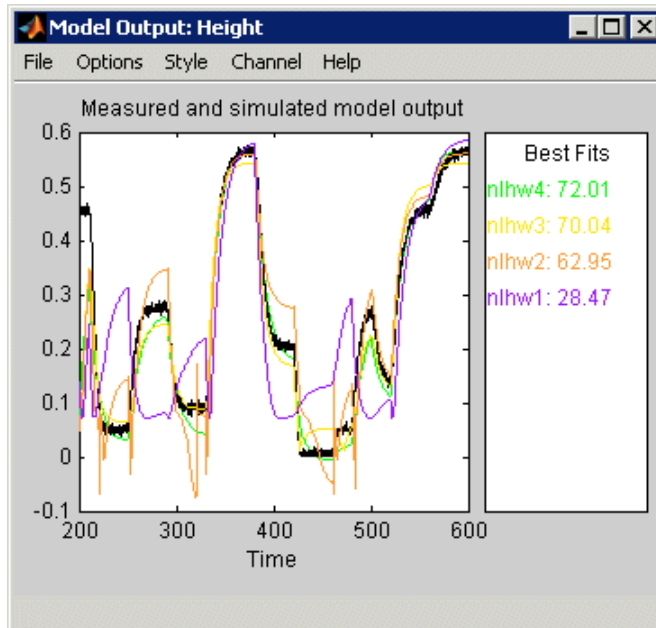 Model Output: Height
File Options Style Channel Help
Measured and simulated model output
0.6
0.5
0.4
0.3
0.2
0.1
0
-0.1
200 300 400 500 600
Time
Best Fits
nlhw4: 72.01
nlhw3: 70.04
nlhw2: 62.95
nlhw1: 28.47